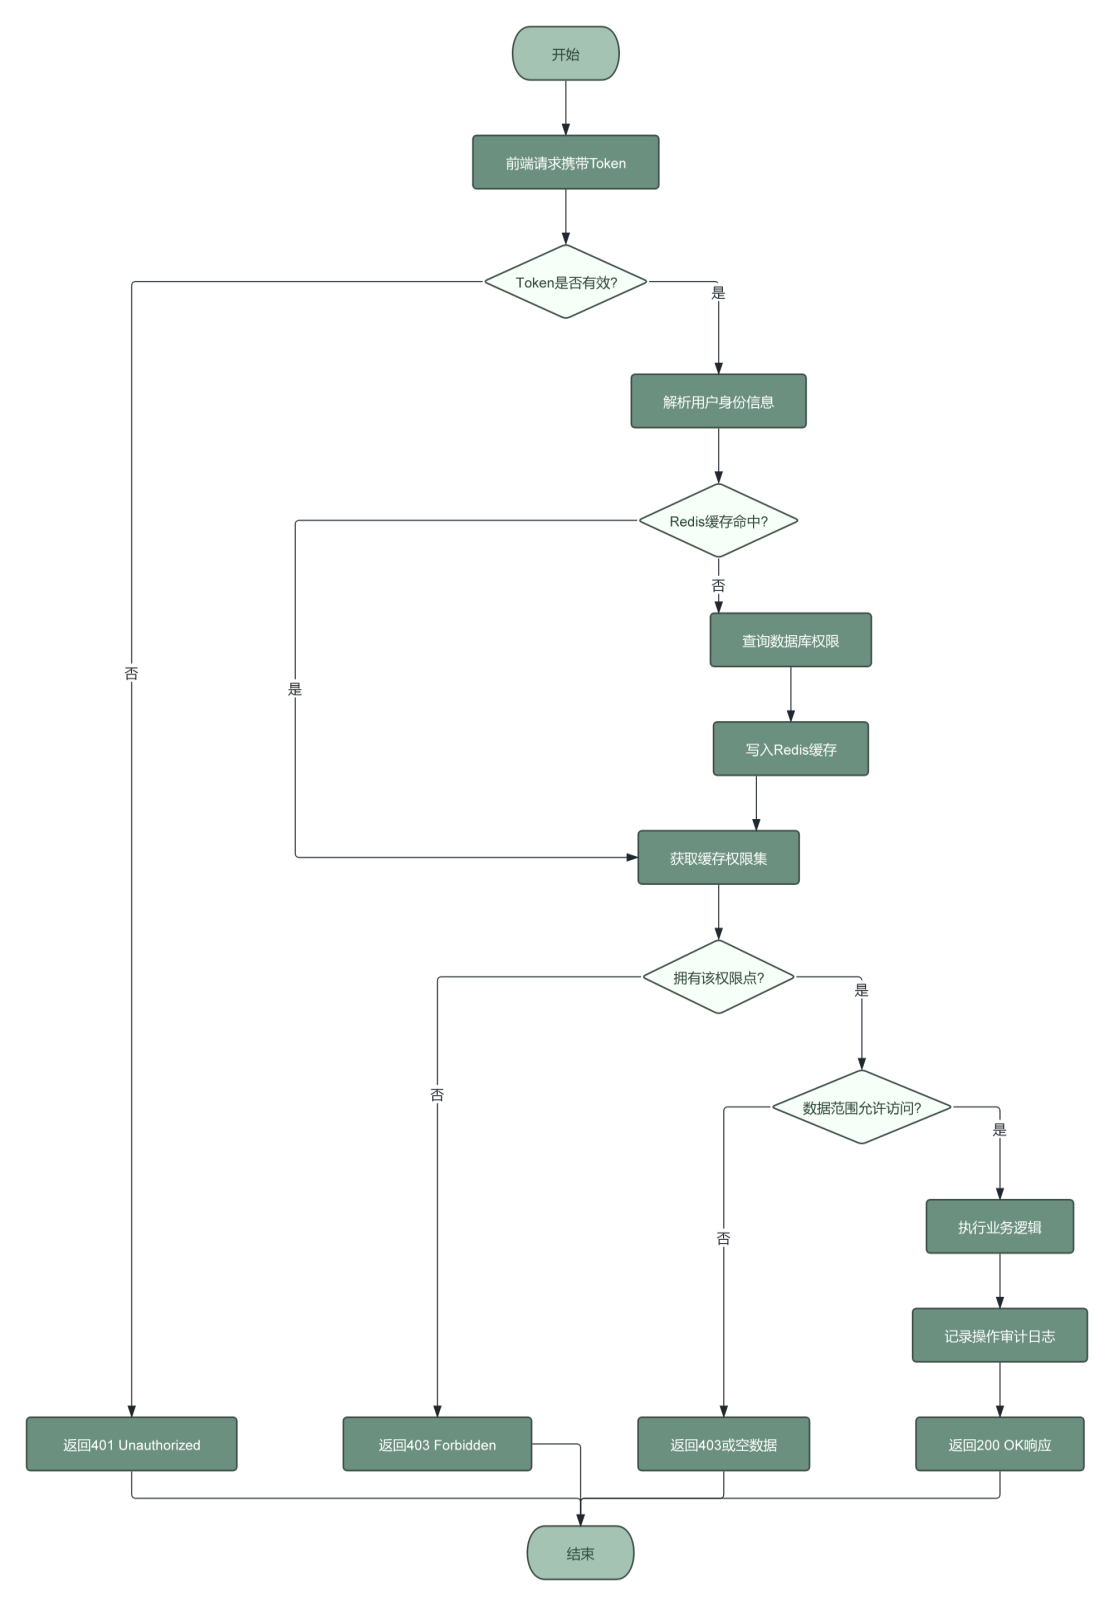 开始
前端请求携带Token
Token是否有效?
是
解析用户身份信息
Redis缓存命中?
否
查询数据库权限
否
是
写入Redis缓存
获取缓存权限集
拥有该权限点?
是
否
数据范围允许访问?
是
否
执行业务逻辑
记录操作审计日志
返回401 Unauthorized
返回403 Forbidden
返回403或空数据
返回200 OK响应
结束